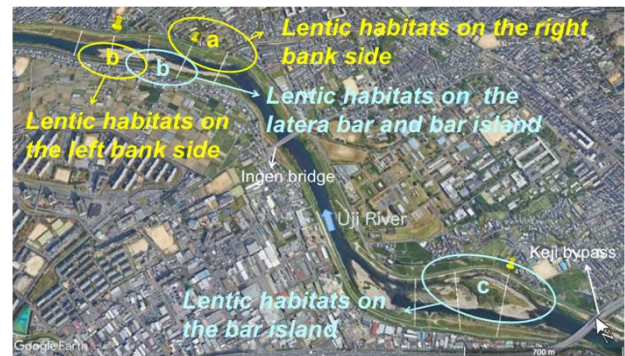 a
Lentic habitats on the right
bank side
b
b
Lentic habitats on the
latera bar and bar island
Lentic habitats on
the left bank side
Ingen bridge
Uji River
Keji bypass
c
Lentic habitats on
the bar island
Google Earth
700 m